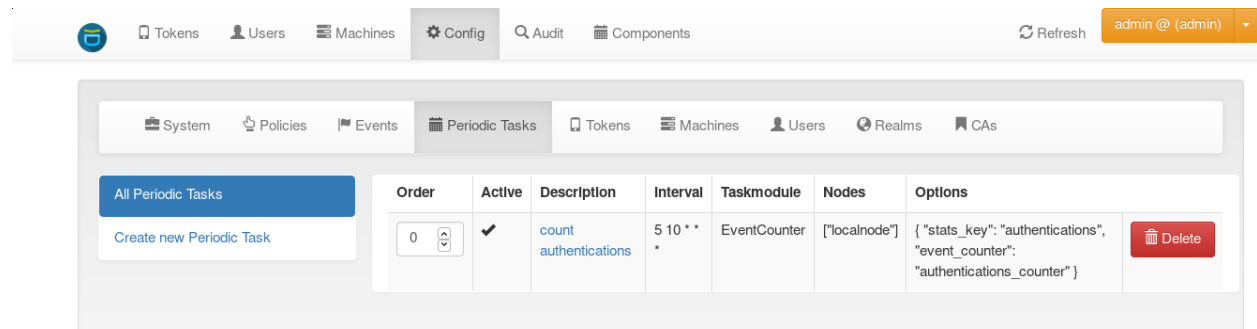 Tokens Users Machines Config Audit Components Refresh admin @ (admin)
System Policies Events Periodic Tasks Tokens Machines Users Realms CAs
All Periodic Tasks
Create new Periodic Task
Order Active Description Interval Taskmodule Nodes Options
0 count 5 10 * * EventCounter ["localnode"] { "stats_key": "authentications", Delete
authentications * "event_counter":
"authentications_counter" }